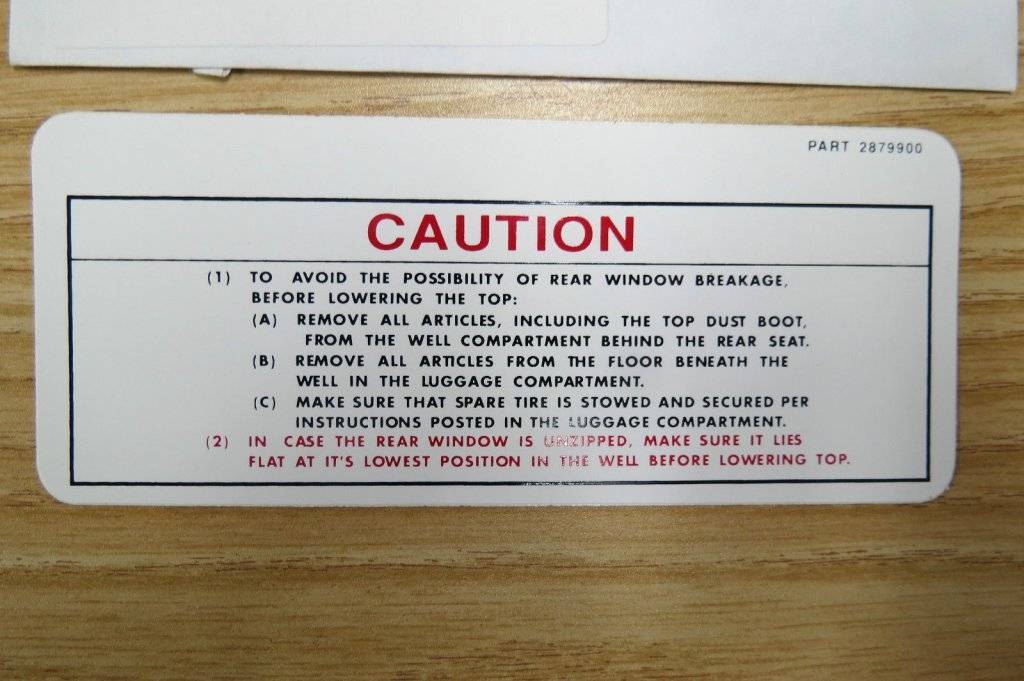 PART 2879900
CAUTION
(1) TO AVOID THE POSSIBILITY OF REAR WINDOW BREAKAGE,
BEFORE LOWERING THE TOP:
(A) REMOVE ALL ARTICLES, INCLUDING THE TOP DUST BOOT,
FROM THE WELL COMPARTMENT BEHIND THE REAR SEAT.
(B) REMOVE ALL ARTICLES FROM THE FLOOR BENEATH THE
WELL IN THE LUGGAGE COMPARTMENT.
(C) MAKE SURE THAT SPARE TIRE IS STOWED AND SECURED PER
INSTRUCTIONS POSTED IN THE LUGGAGE COMPARTMENT.
(2) IN CASE THE REAR WINDOW IS UNZIPPED, MAKE SURE IT LIES
FLAT AT IT'S LOWEST POSITION IN THE WELL BEFORE LOWERING TOP.